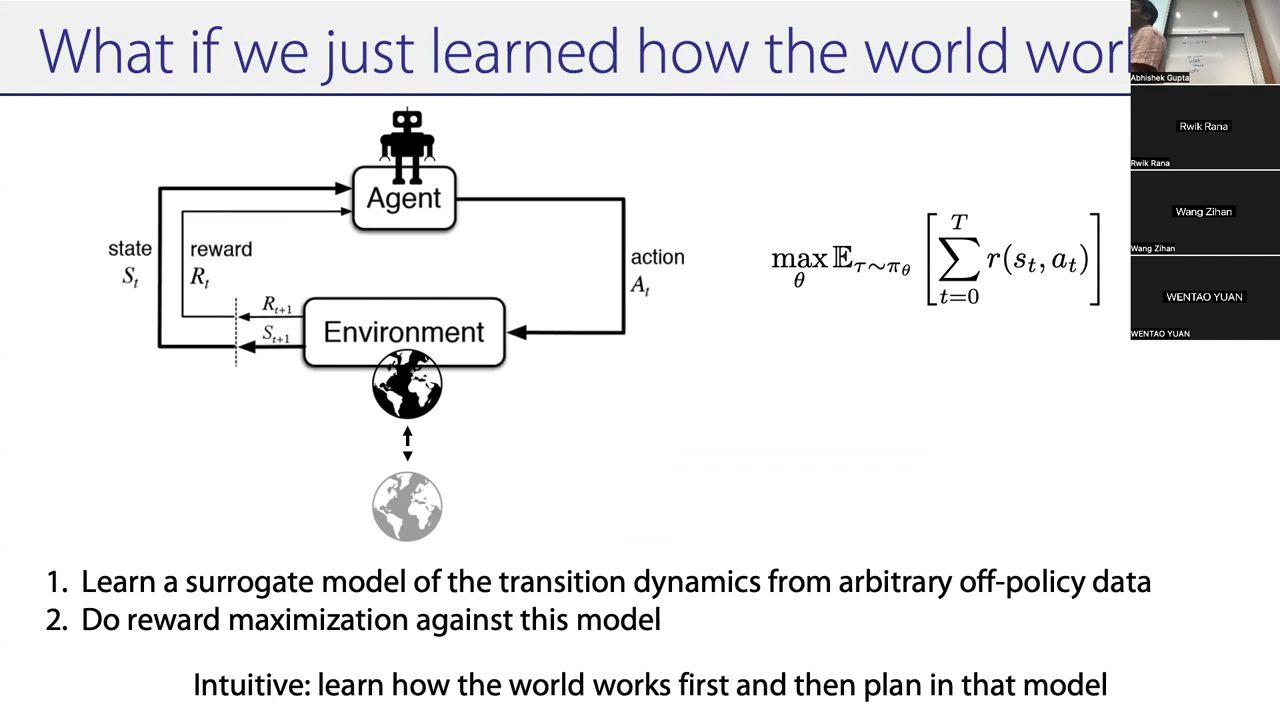 What if we just learned how the world wor
Abhishek Gupta
Rwik Rana
Rwik Rana
Wang Zihan
Wang Zihan
WENTAO YUAN
WENTAO YUAN
Agent
state
S_t
reward
R_t
action
A_t
R_{t+1}
S_{t+1}
Environment
max_θ 𝔼_{τ∼π_θ} [ ∑_{t=0}^{T} r(s_t, a_t) ]
1. Learn a surrogate model of the transition dynamics from arbitrary off-policy data
2. Do reward maximization against this model
Intuitive: learn how the world works first and then plan in that model